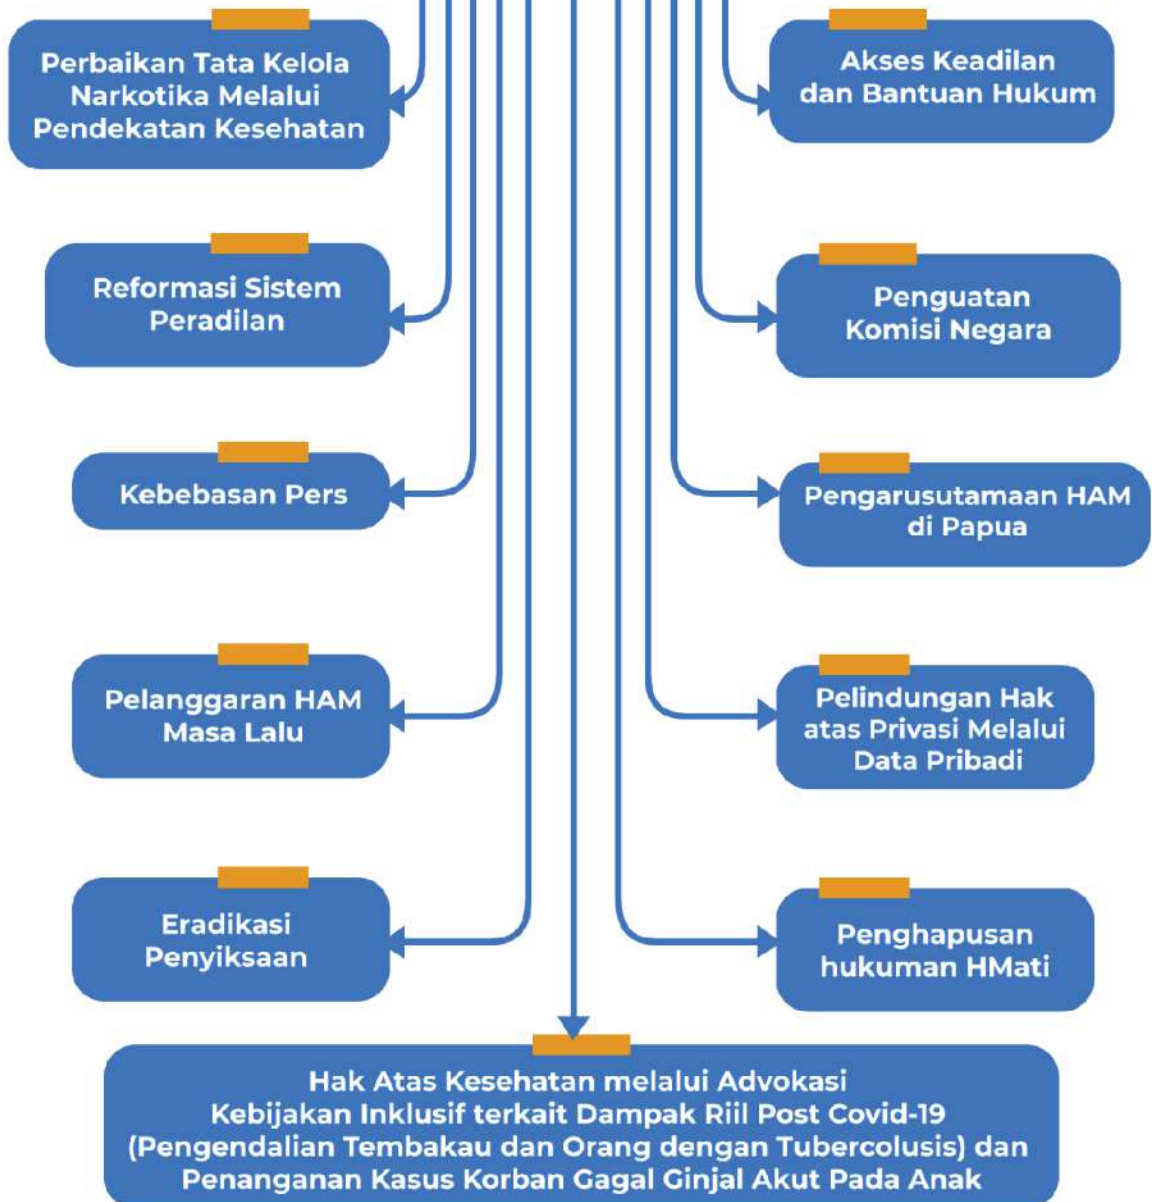 Perbaikan Tata Kelola
Narkotika Melalui
Pendekatan Kesehatan
Akses Keadilan
dan Bantuan Hukum
Reformasi Sistem
Peradilan
Penguatan
Komisi Negara
Kebebasan Pers
Pengarusutamaan HAM
di Papua
Pelanggaran HAM
Masa Lalu
Pelindungan Hak
atas Privasi Melalui
Data Pribadi
Eradikasi
Penyiksaan
Penghapusan
hukuman HMati
Hak Atas Kesehatan melalui Advokasi
Kebijakan Inklusif terkait Dampak Riil Post Covid-19
(Pengendalian Tembakau dan Orang dengan Tubercolusis) dan
Penanganan Kasus Korban Gagal Ginjal Akut Pada Anak